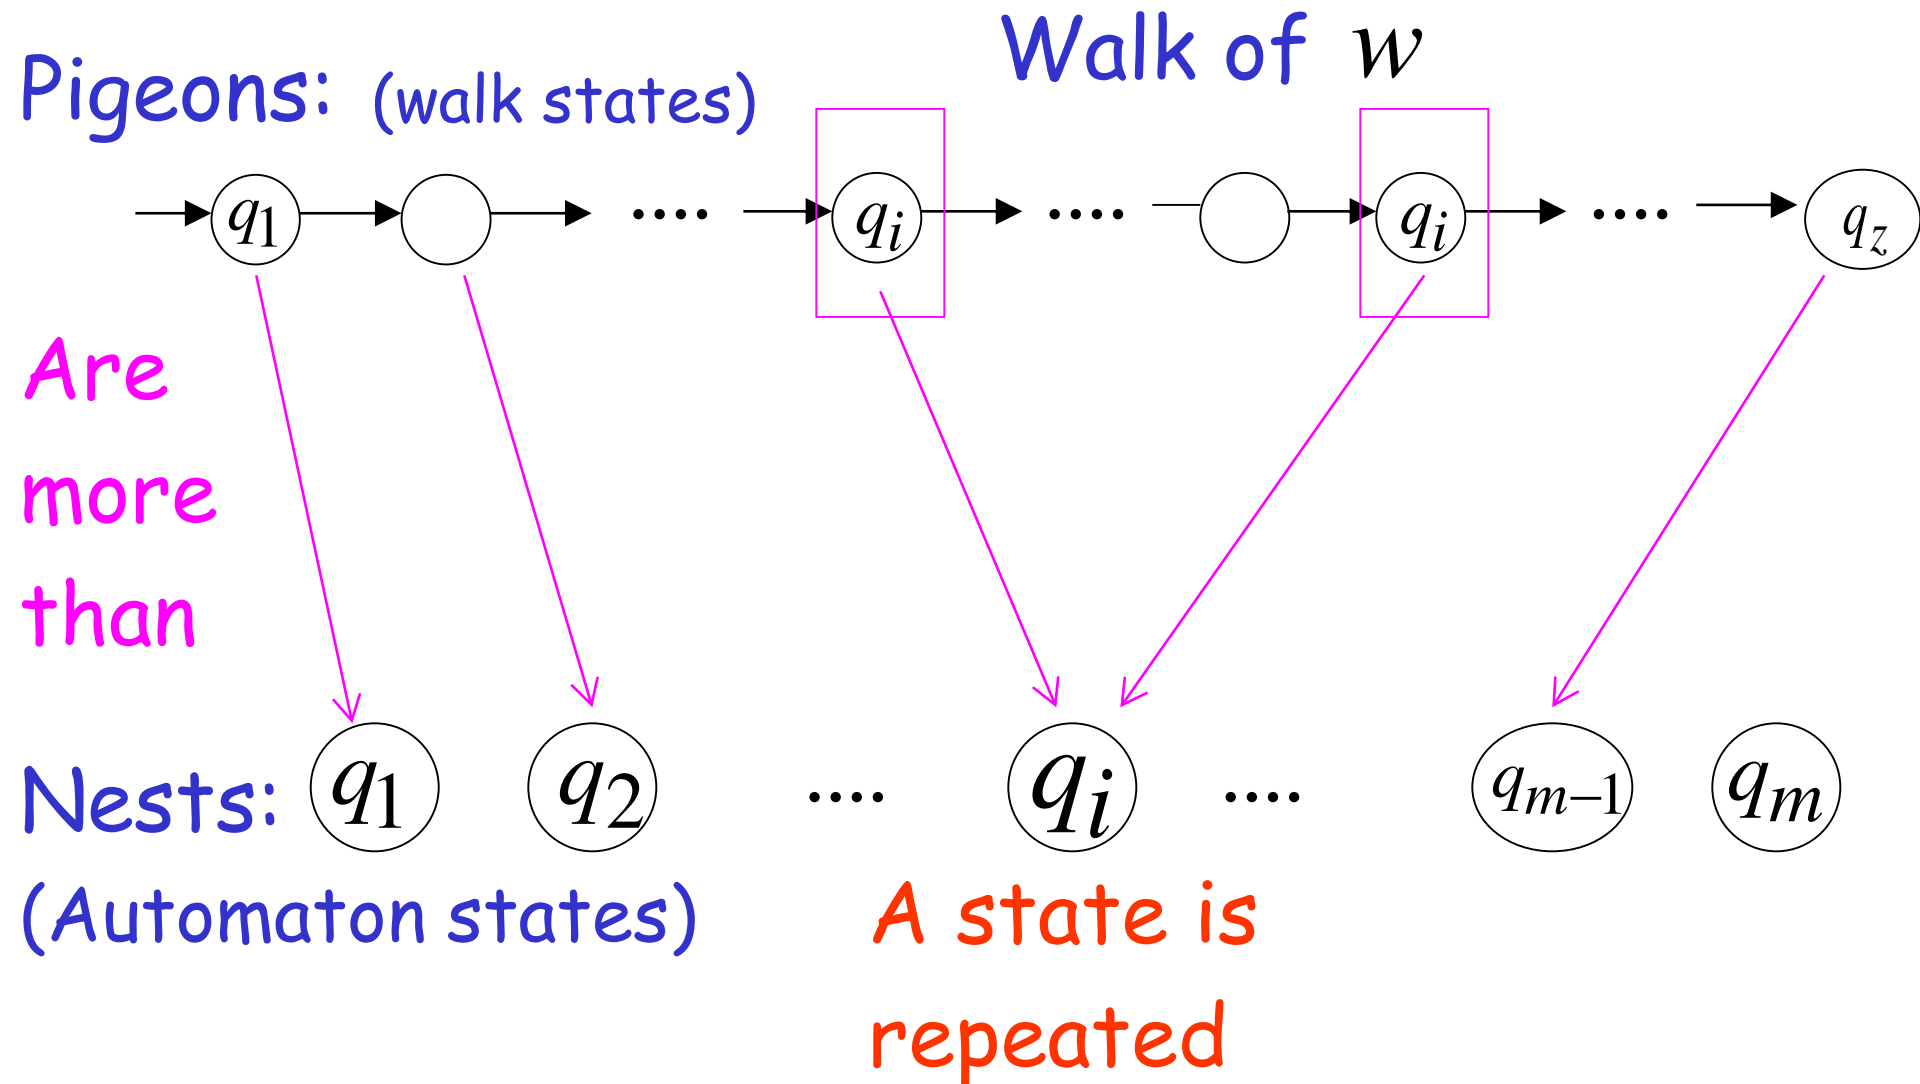 Walk of w
Pigeons: (walk states)
q₁ .... qᵢ .... qᵢ .... q_z
Are
more
than
Nests: q₁ q₂ .... qᵢ .... qₘ₋₁ qₘ
(Automaton states)
A state is
repeated